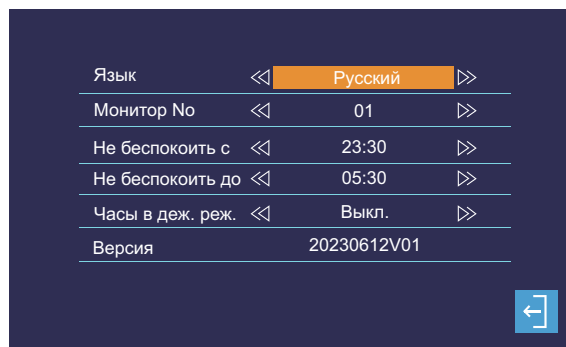 Язык Русский
Монитор No 01
Не беспокоить с 23:30
Не беспокоить до 05:30
Часы в деж. реж. Выкл.
Версия 20230612V01